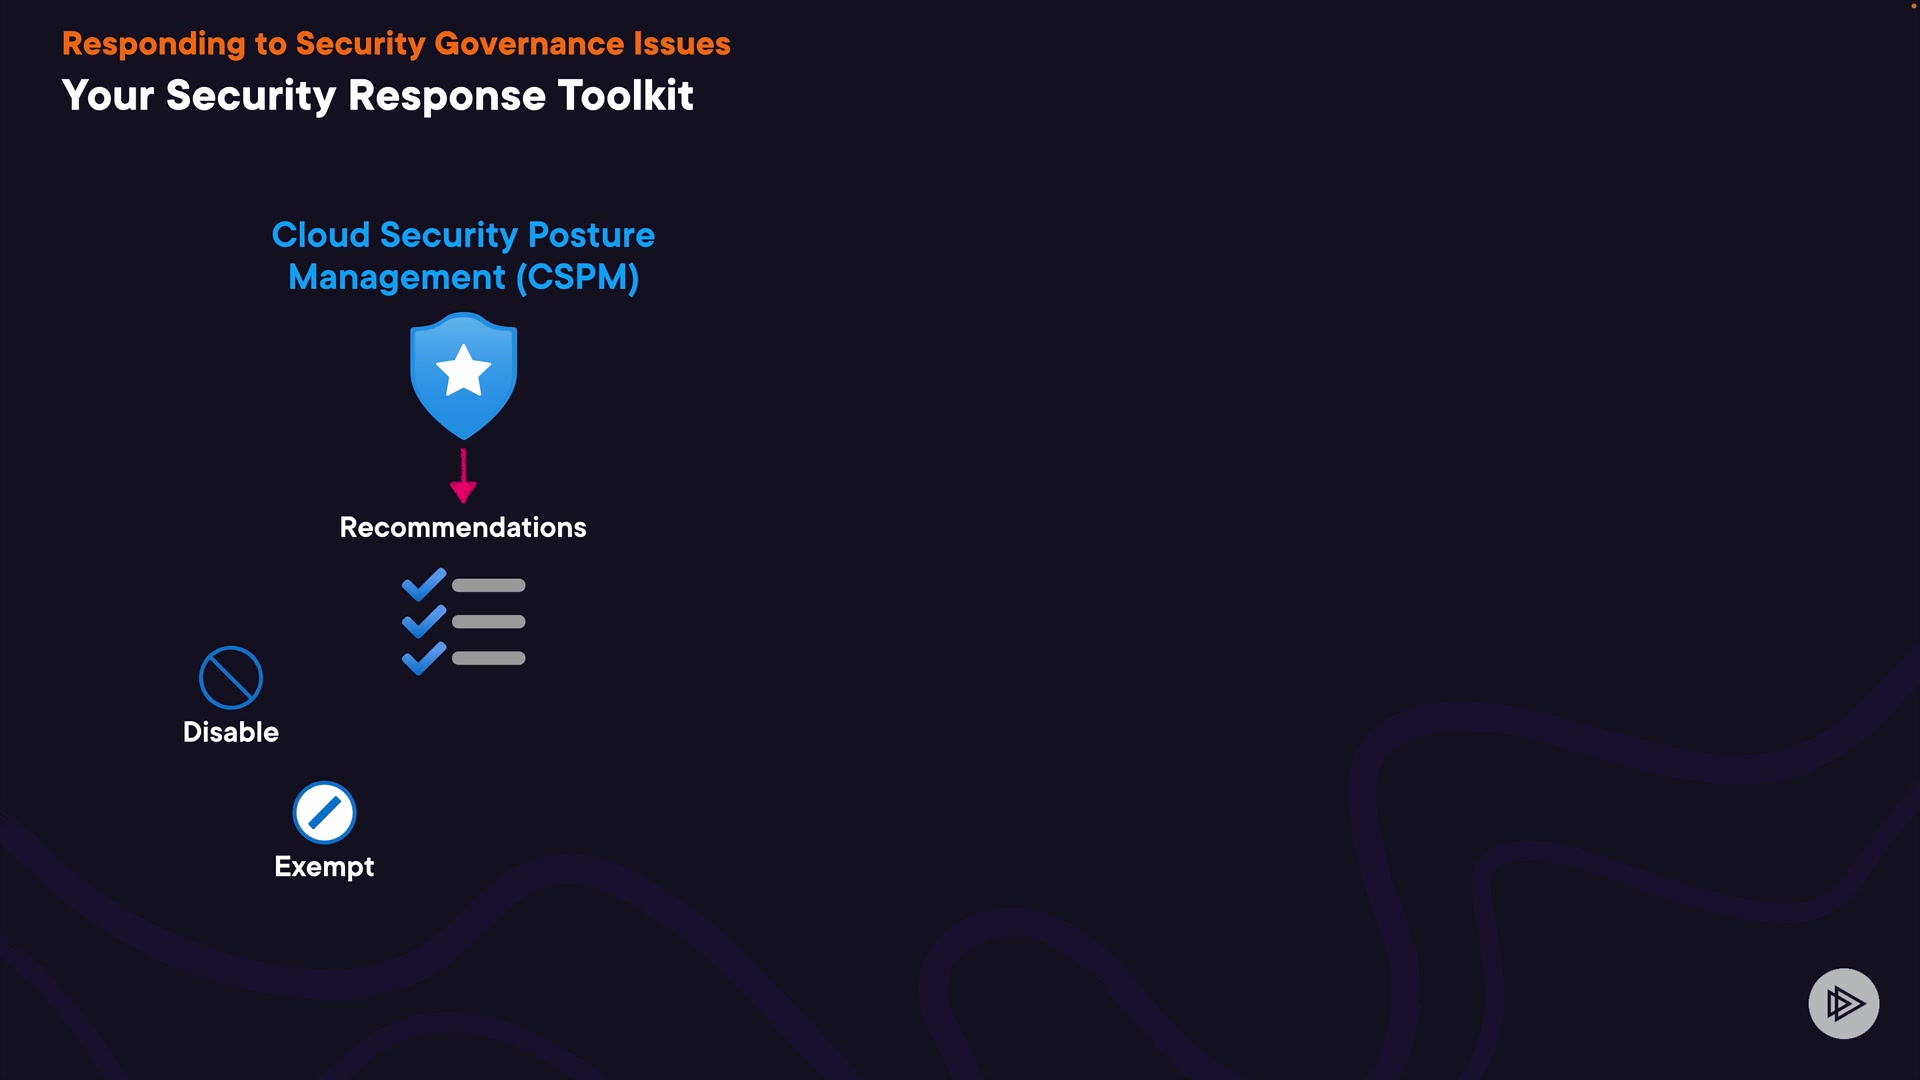 Responding to Security Governance Issues
Your Security Response Toolkit
Cloud Security Posture
Management (CSPM)
Recommendations
Disable
Exempt